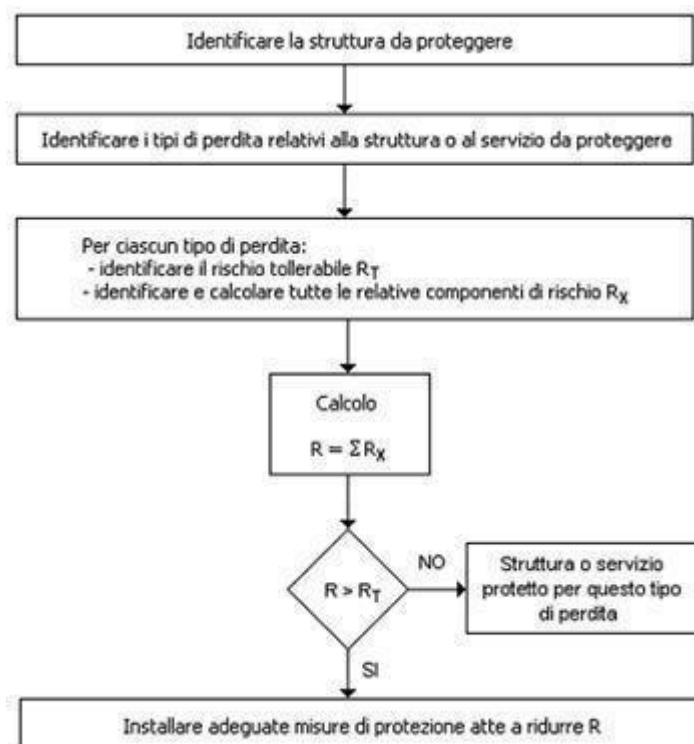 Identificare la struttura da proteggere
Identificare i tipi di perdita relativi alla struttura o al servizio da proteggere
Per ciascun tipo di perdita:
- identificare il rischio tollerabile RT
- identificare e calcolare tutte le relative componenti di rischio RX
Calcolo
R = ΣRX
R > RT
NO
Struttura o servizio
protetto per questo tipo
di perdita
SI
Installare adeguate misure di protezione atte a ridurre R